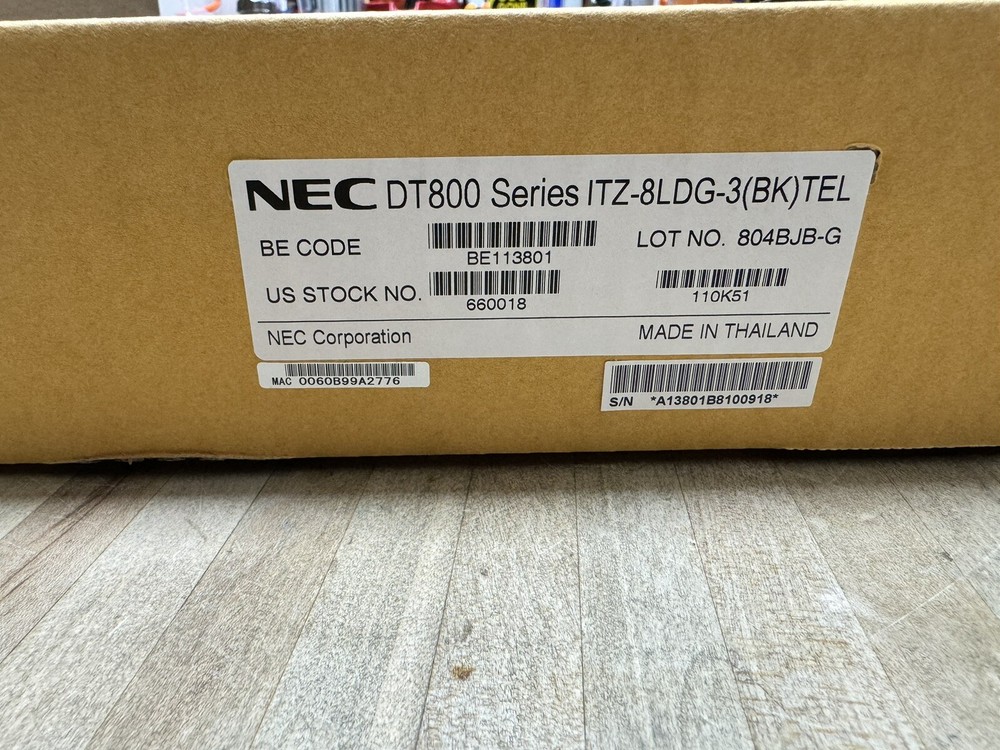 NEC DT800 Series ITZ-8LDG-3(BK)TEL
BE CODE
BE113801
LOT NO. 804BJB-G
US STOCK NO.
660018
110K51
NEC Corporation
MADE IN THAILAND
MAC 0060B99A2776
S/N *A13801B8100918*